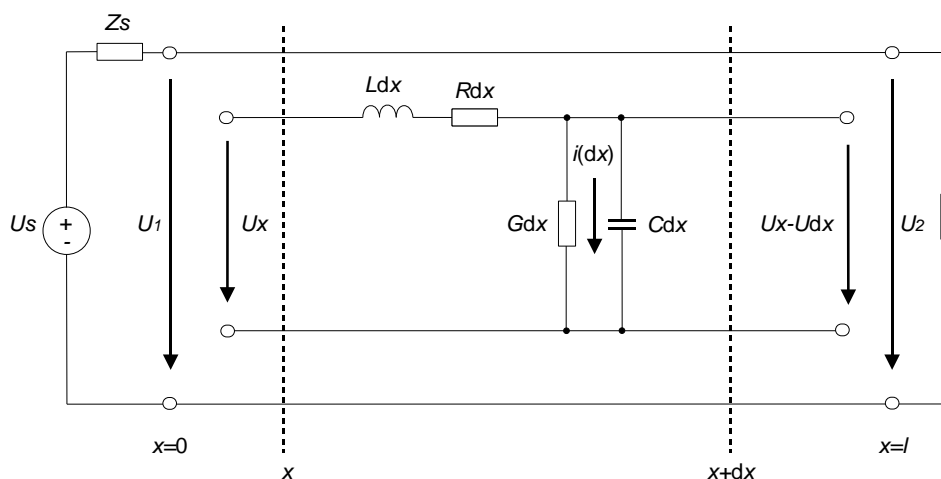 Zs
Ldx
Rdx
i(dx)
Us
+
-
U1
Ux
Gdx
Cdx
Ux-Udx
U2
x=0
x
x+dx
x=l